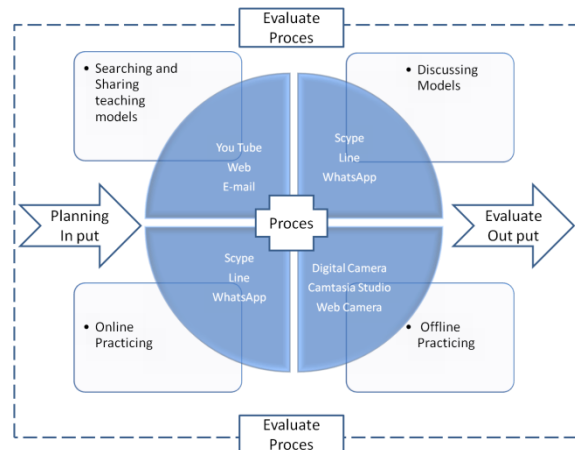 Evaluate
Proces
• Searching and
Sharing
teaching
models
• Discussing
Models
You Tube
Web
E-mail
Scype
Line
WhatsApp
Planning
In put
Proces
Evaluate
Out put
Scype
Line
WhatsApp
Digital Camera
Camtasia Studio
Web Camera
• Online
Practicing
• Offline
Practicing
Evaluate
Proces